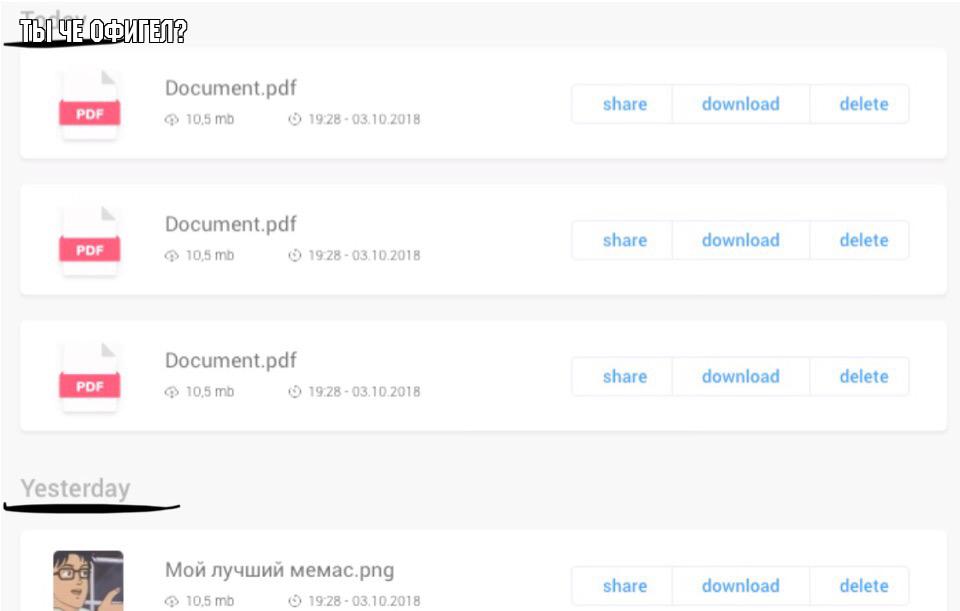 Today
ТЫ ЧЕ ОФИГЕЛ?
PDF
Document.pdf
10,5 mb 19:28 - 03.10.2018
share download delete
PDF
Document.pdf
10,5 mb 19:28 - 03.10.2018
share download delete
PDF
Document.pdf
10,5 mb 19:28 - 03.10.2018
share download delete
Yesterday
Мой лучший мемас.png
10,5 mb 19:28 - 03.10.2018
share download delete